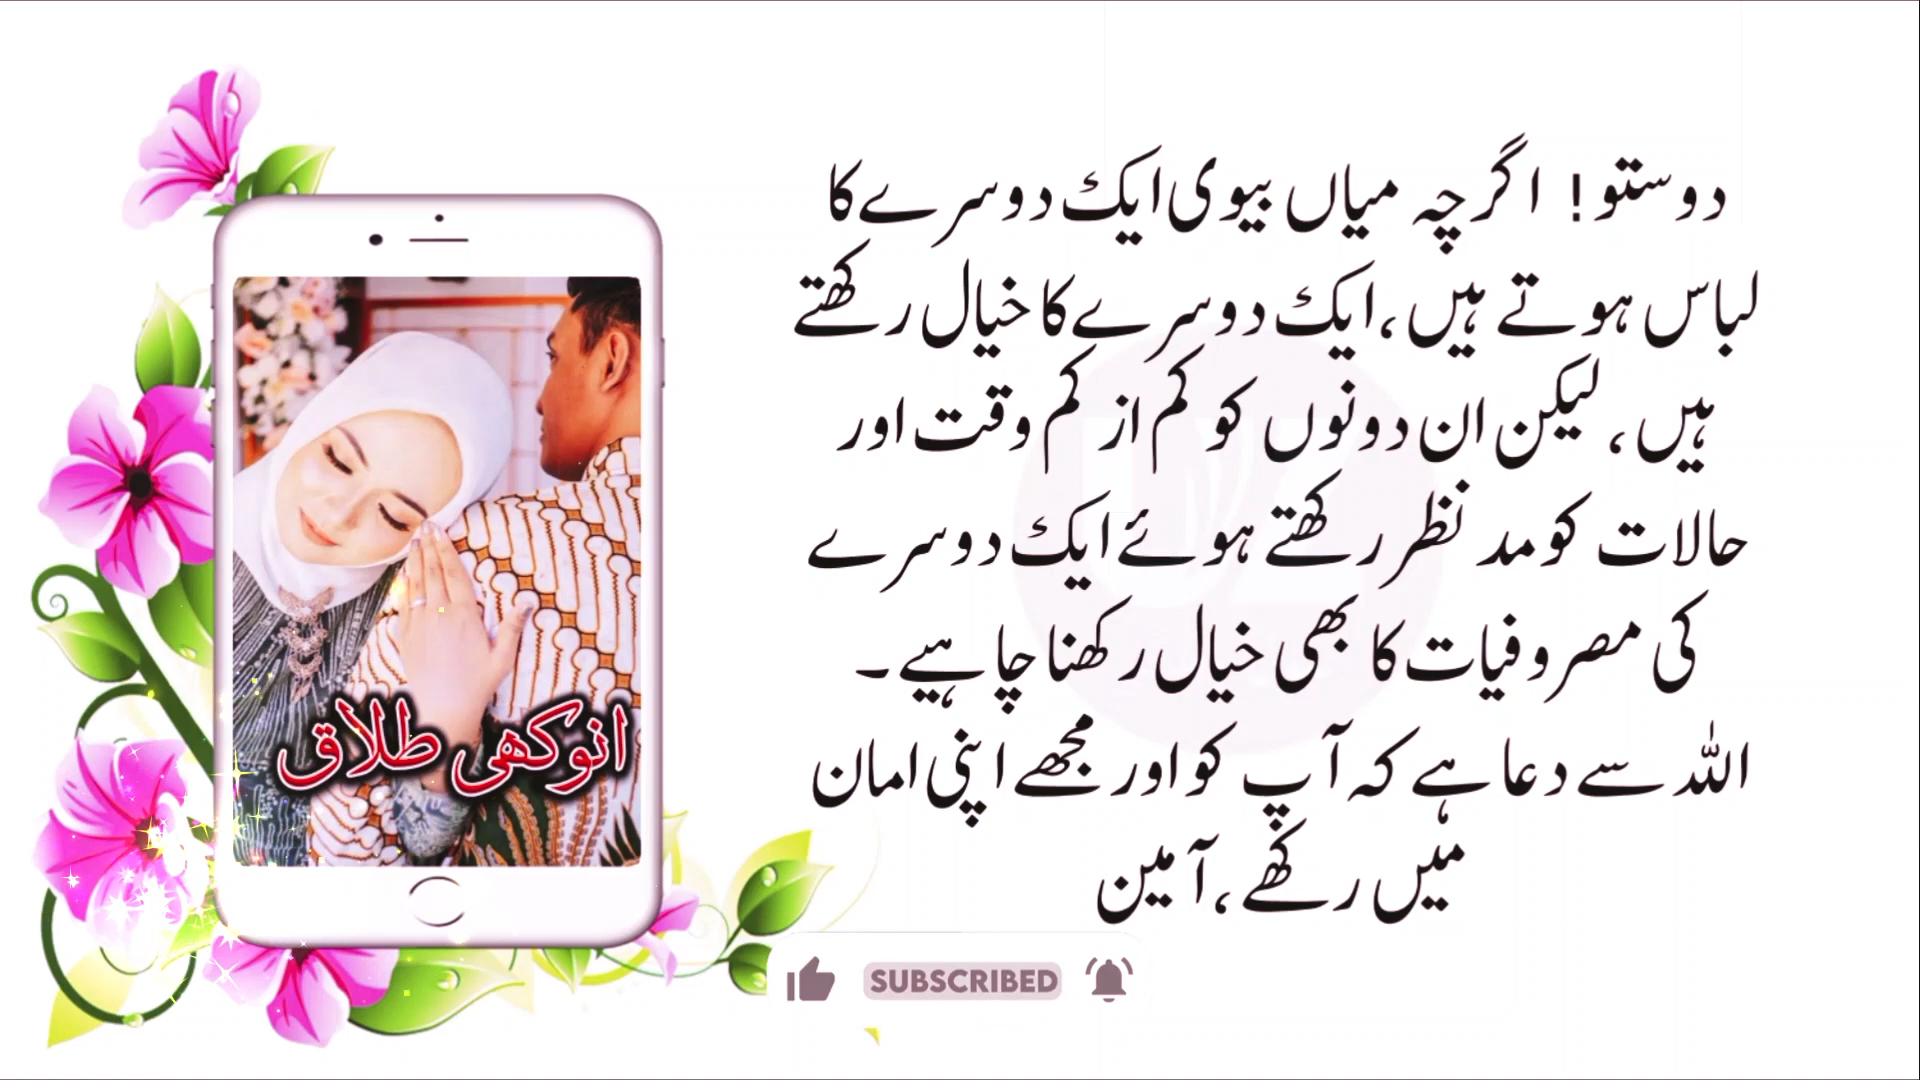 دوستو! اگرچہ میاں بیوی ایک دوسرے کا
لباس ہوتے ہیں، ایک دوسرے کا خیال رکھتے
ہیں، لیکن ان دونوں کو کم از کم وقت اور
حالات کو مد نظر رکھتے ہوئے ایک دوسرے
کی مصروفیات کا بھی خیال رکھنا چاہیے۔
اللہ سے دعا ہے کہ آپ کو اور مجھے اپنی امان
میں رکھے، آمین
انوکھی طلاق
SUBSCRIBED